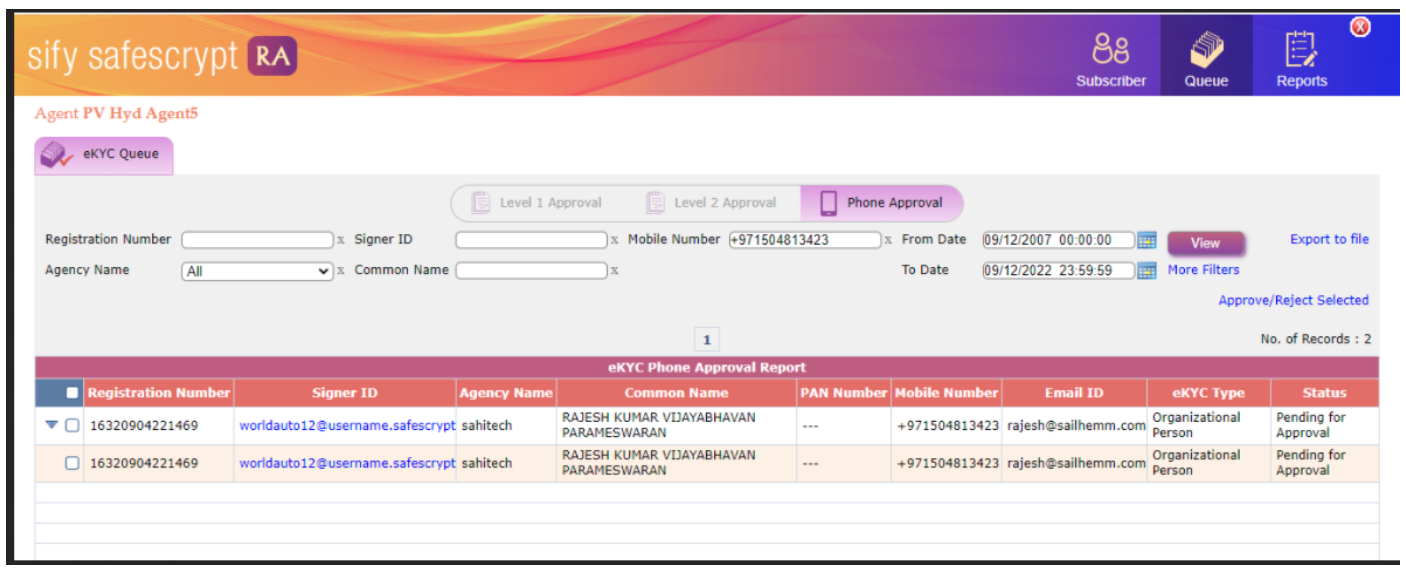 sify safescrypt RA
Subscriber Queue Reports
Agent PV Hyd Agent5
eKYC Queue
Level 1 Approval Level 2 Approval Phone Approval
Registration Number x Signer ID x Mobile Number +971504813423 x From Date 09/12/2007 00:00:00 View Export to file
Agency Name All x Common Name x To Date 09/12/2022 23:59:59 More Filters
Approve/Reject Selected
1 No. of Records : 2
eKYC Phone Approval Report
Registration Number Signer ID Agency Name Common Name PAN Number Mobile Number Email ID eKYC Type Status
16320904221469 worldauto12@username.safescrypt sahitech RAJESH KUMAR VIJAYABHAVAN PARAMESWARAN --- +971504813423 rajesh@sailhemm.com Organizational Person Pending for Approval
16320904221469 worldauto12@username.safescrypt sahitech RAJESH KUMAR VIJAYABHAVAN PARAMESWARAN --- +971504813423 rajesh@sailhemm.com Organizational Person Pending for Approval